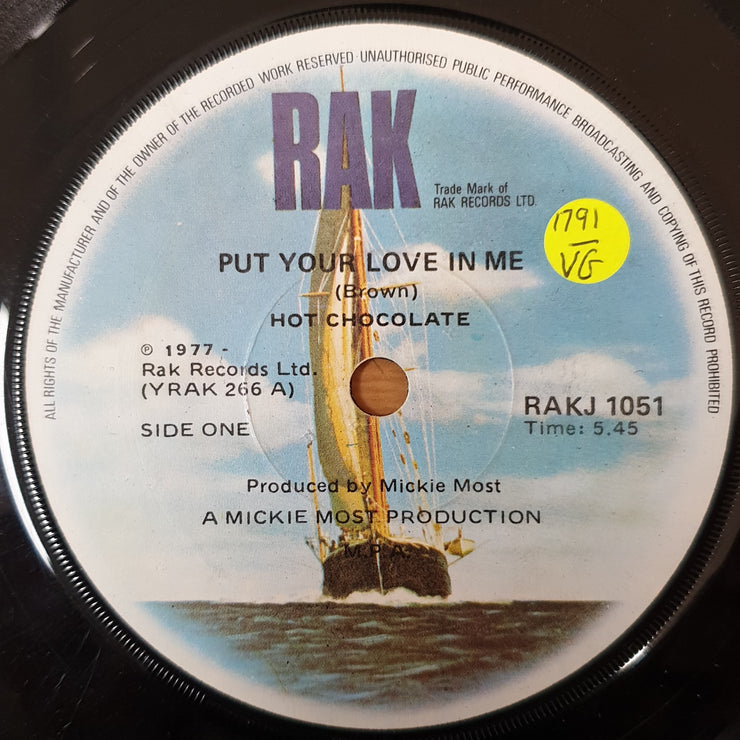 ALL RIGHTS OF THE MANUFACTURER AND OF THE OWNER OF THE RECORDED WORK RESERVED · UNAUTHORISED PUBLIC PERFORMANCE BROADCASTING AND COPYING OF THIS RECORD PROHIBITED
RAK
Trade Mark of
RAK RECORDS LTD.
1791
VG
PUT YOUR LOVE IN ME
(Brown)
HOT CHOCOLATE
℗ 1977 -
Rak Records Ltd.
(YRAK 266 A)
RAKJ 1051
SIDE ONE
Time: 5.45
Produced by Mickie Most
A MICKIE MOST PRODUCTION
M.P.A.